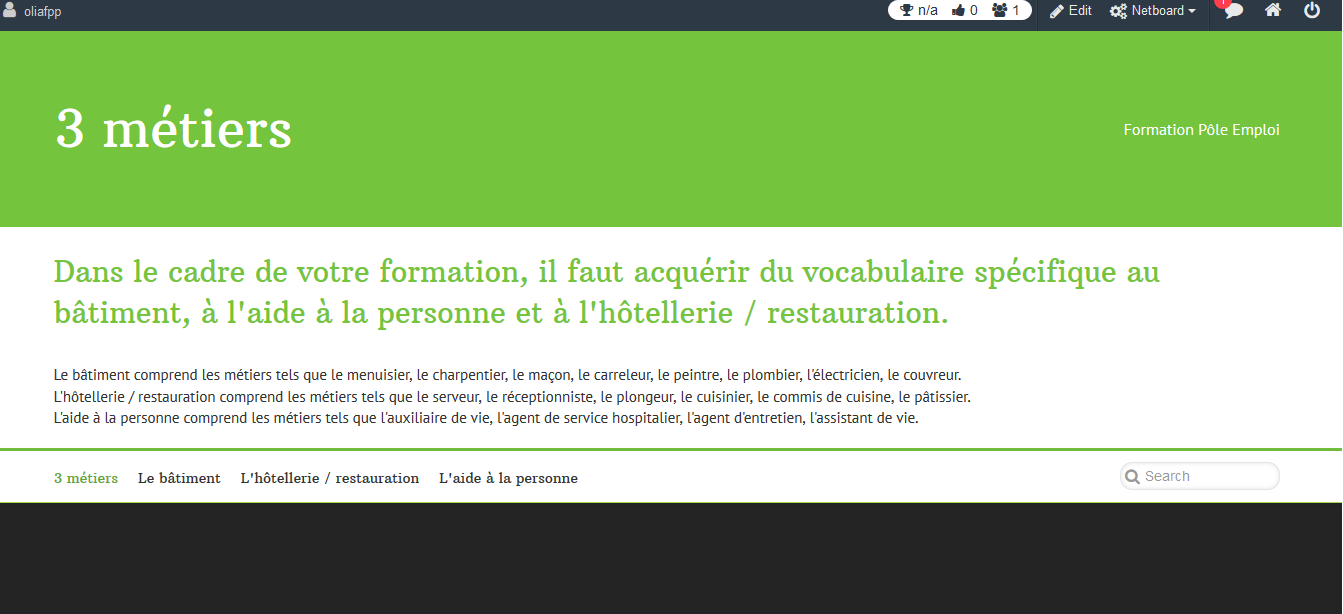 oliafpp
n/a 0 1 Edit Netboard 1
3 métiers
Formation Pôle Emploi
Dans le cadre de votre formation, il faut acquérir du vocabulaire spécifique au
bâtiment, à l'aide à la personne et à l'hôtellerie / restauration.
Le bâtiment comprend les métiers tels que le menuisier, le charpentier, le maçon, le carreleur, le peintre, le plombier, l'électricien, le couvreur.
L'hôtellerie / restauration comprend les métiers tels que le serveur, le réceptionniste, le plongeur, le cuisinier, le commis de cuisine, le pâtissier.
L'aide à la personne comprend les métiers tels que l'auxiliaire de vie, l'agent de service hospitalier, l'agent d'entretien, l'assistant de vie.
3 métiers Le bâtiment L'hôtellerie / restauration L'aide à la personne
Search